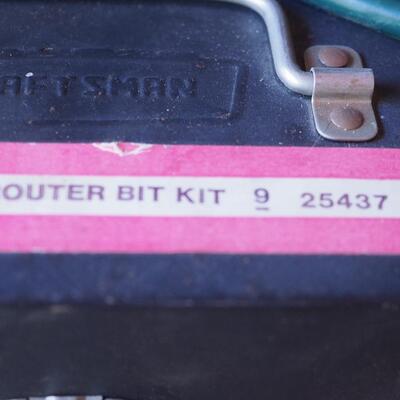 AFTSMAN
OUTER BIT KIT 9 25437